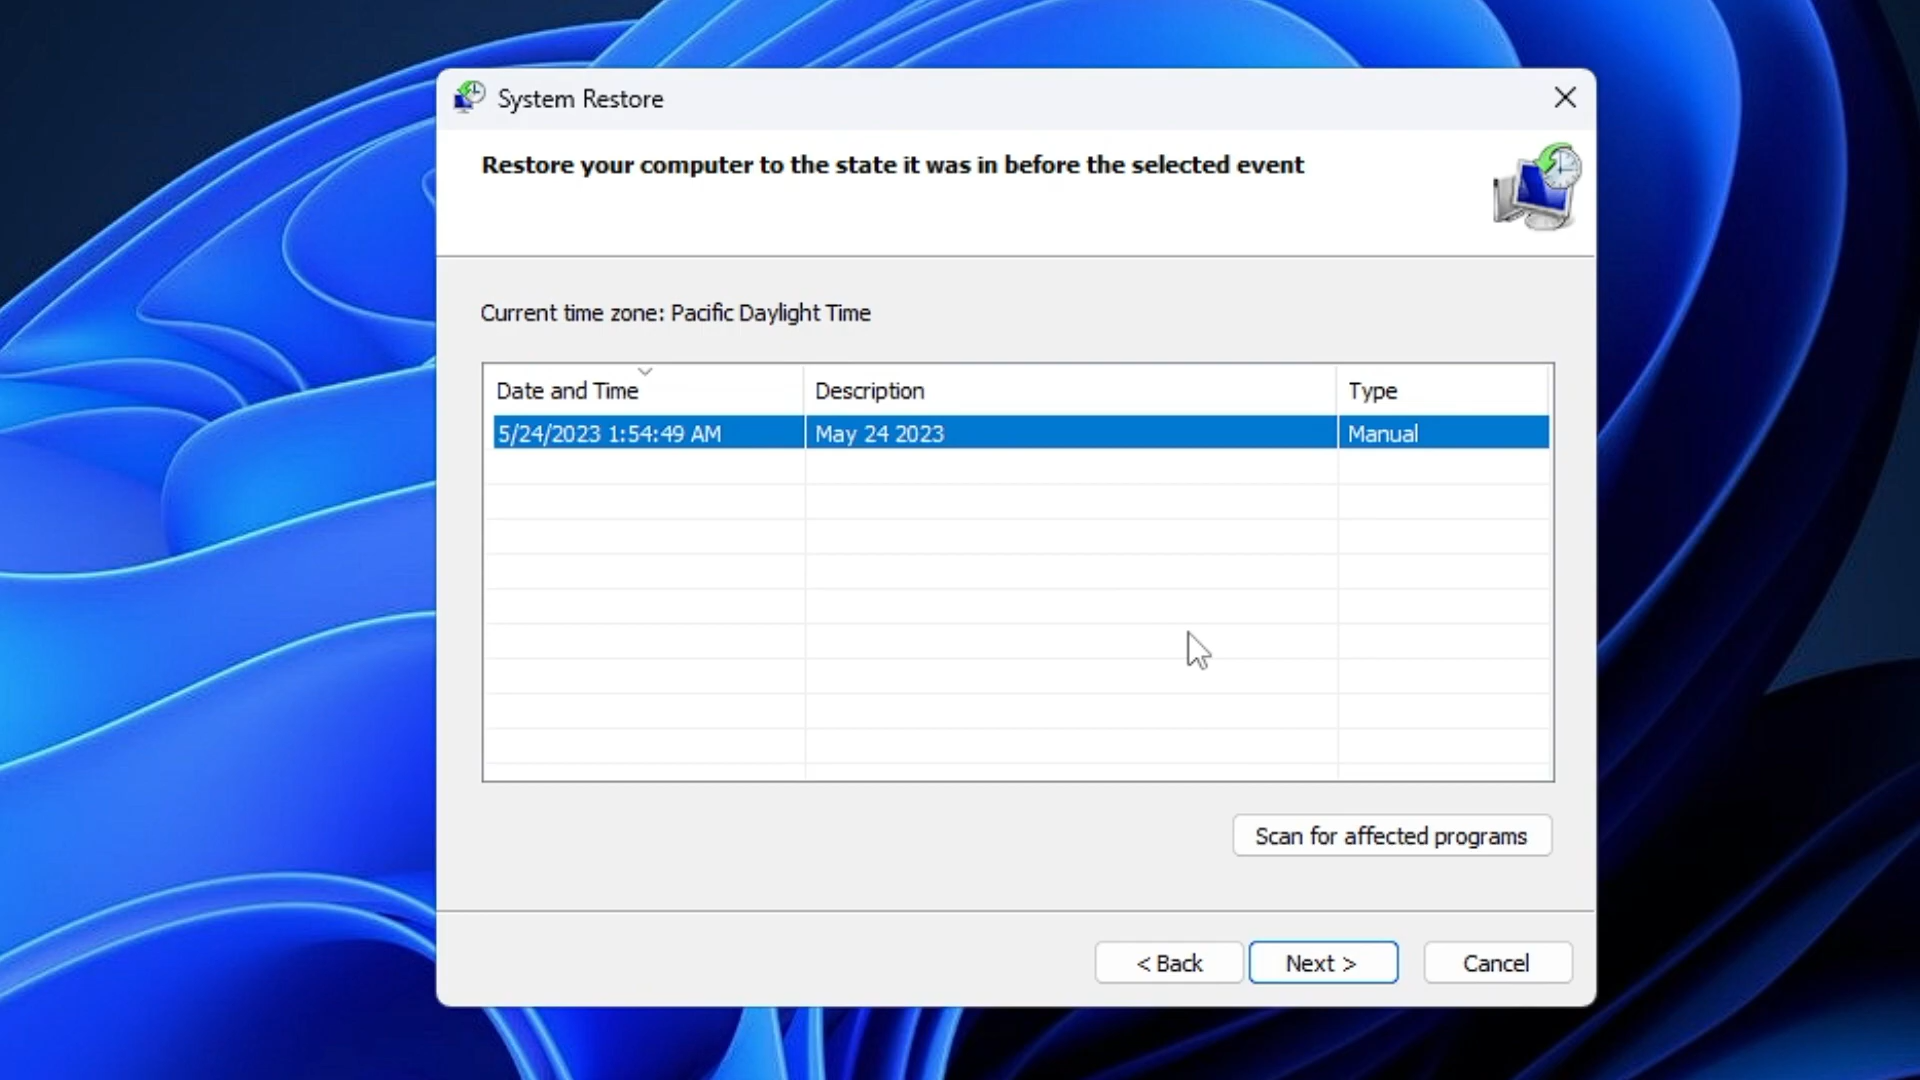 System Restore
Restore your computer to the state it was in before the selected event
Current time zone: Pacific Daylight Time
Date and Time Description Type
5/24/2023 1:54:49 AM May 24 2023 Manual
Scan for affected programs
< Back Next > Cancel